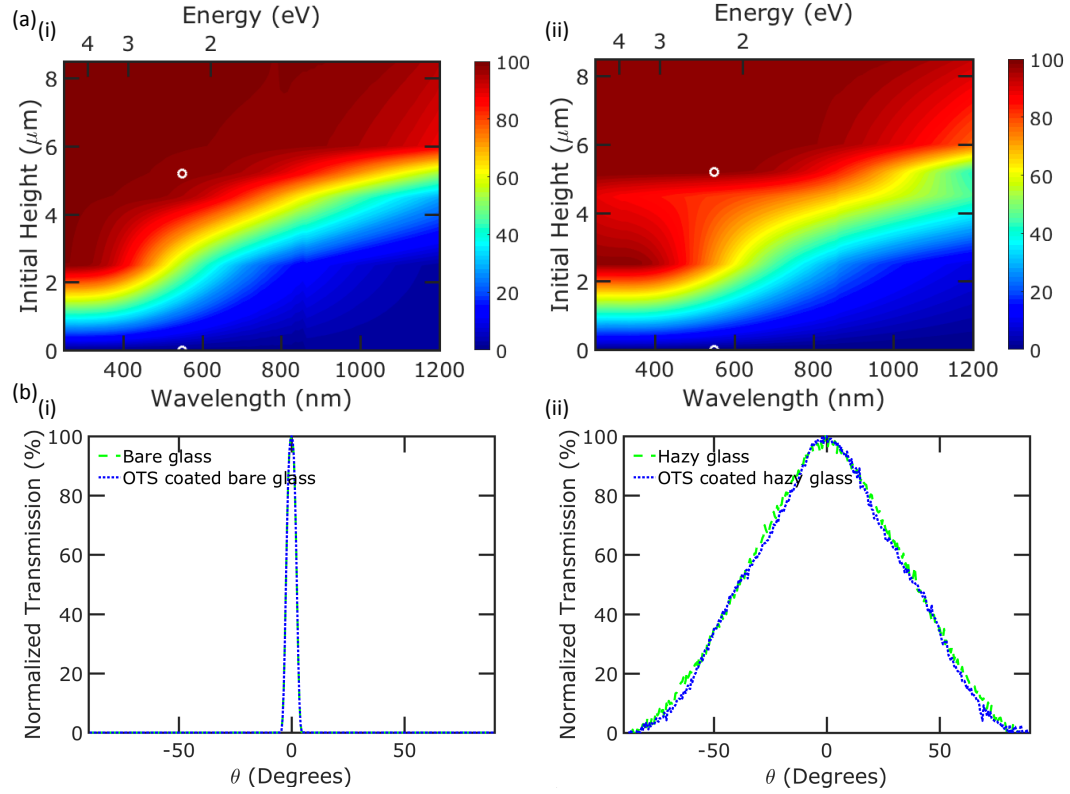 (a)
(i)
Energy (eV)
4 3 2
Initial Height (μm)
8
6
4
2
0
400 600 800 1000 1200
Wavelength (nm)
100
80
60
40
20
0
(ii)
Energy (eV)
4 3 2
Initial Height (μm)
8
6
4
2
0
400 600 800 1000 1200
Wavelength (nm)
100
80
60
40
20
0
(b)
(i)
Normalized Transmission (%)
100
80
60
40
20
0
Bare glass
OTS coated bare glass
-50 0 50
θ (Degrees)
(ii)
Normalized Transmission (%)
100
80
60
40
20
0
Hazy glass
OTS coated hazy glass
-50 0 50
θ (Degrees)